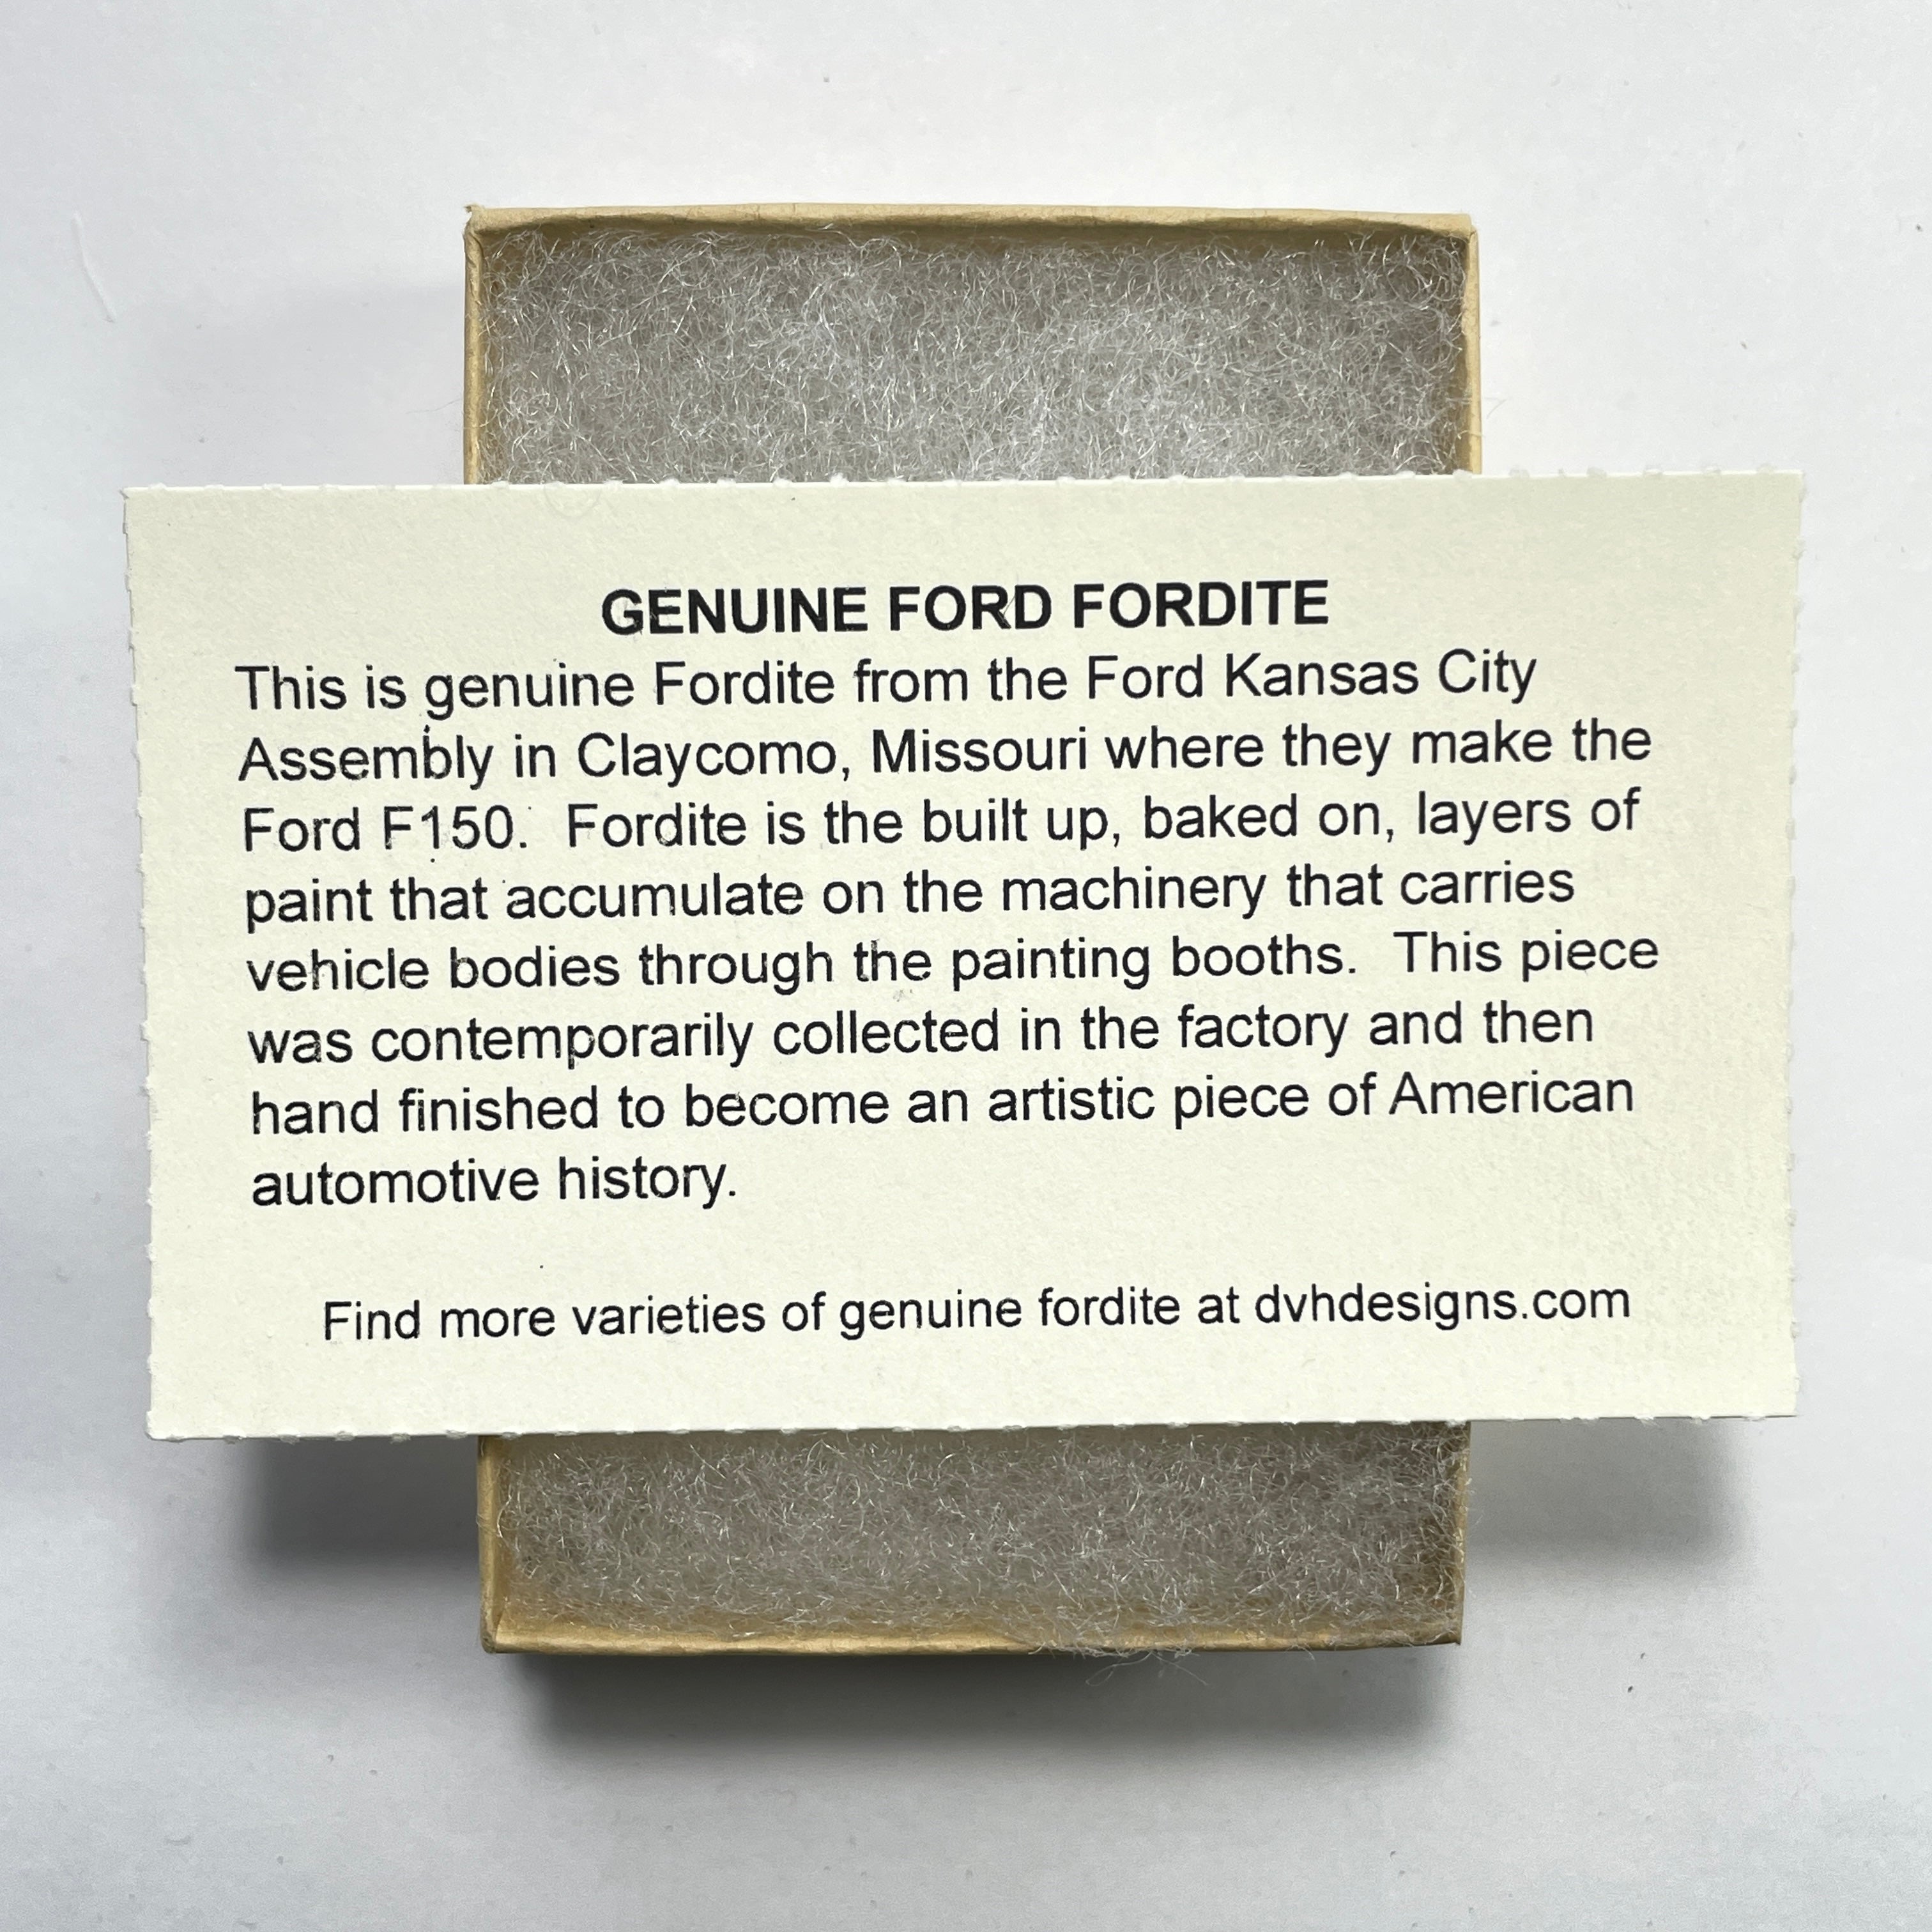 GENUINE FORD FORDITE
This is genuine Fordite from the Ford Kansas City
Assembly in Claycomo, Missouri where they make the
Ford F150.  Fordite is the built up, baked on, layers of
paint that accumulate on the machinery that carries
vehicle bodies through the painting booths.  This piece
was contemporarily collected in the factory and then
hand finished to become an artistic piece of American
automotive history.
Find more varieties of genuine fordite at dvhdesigns.com